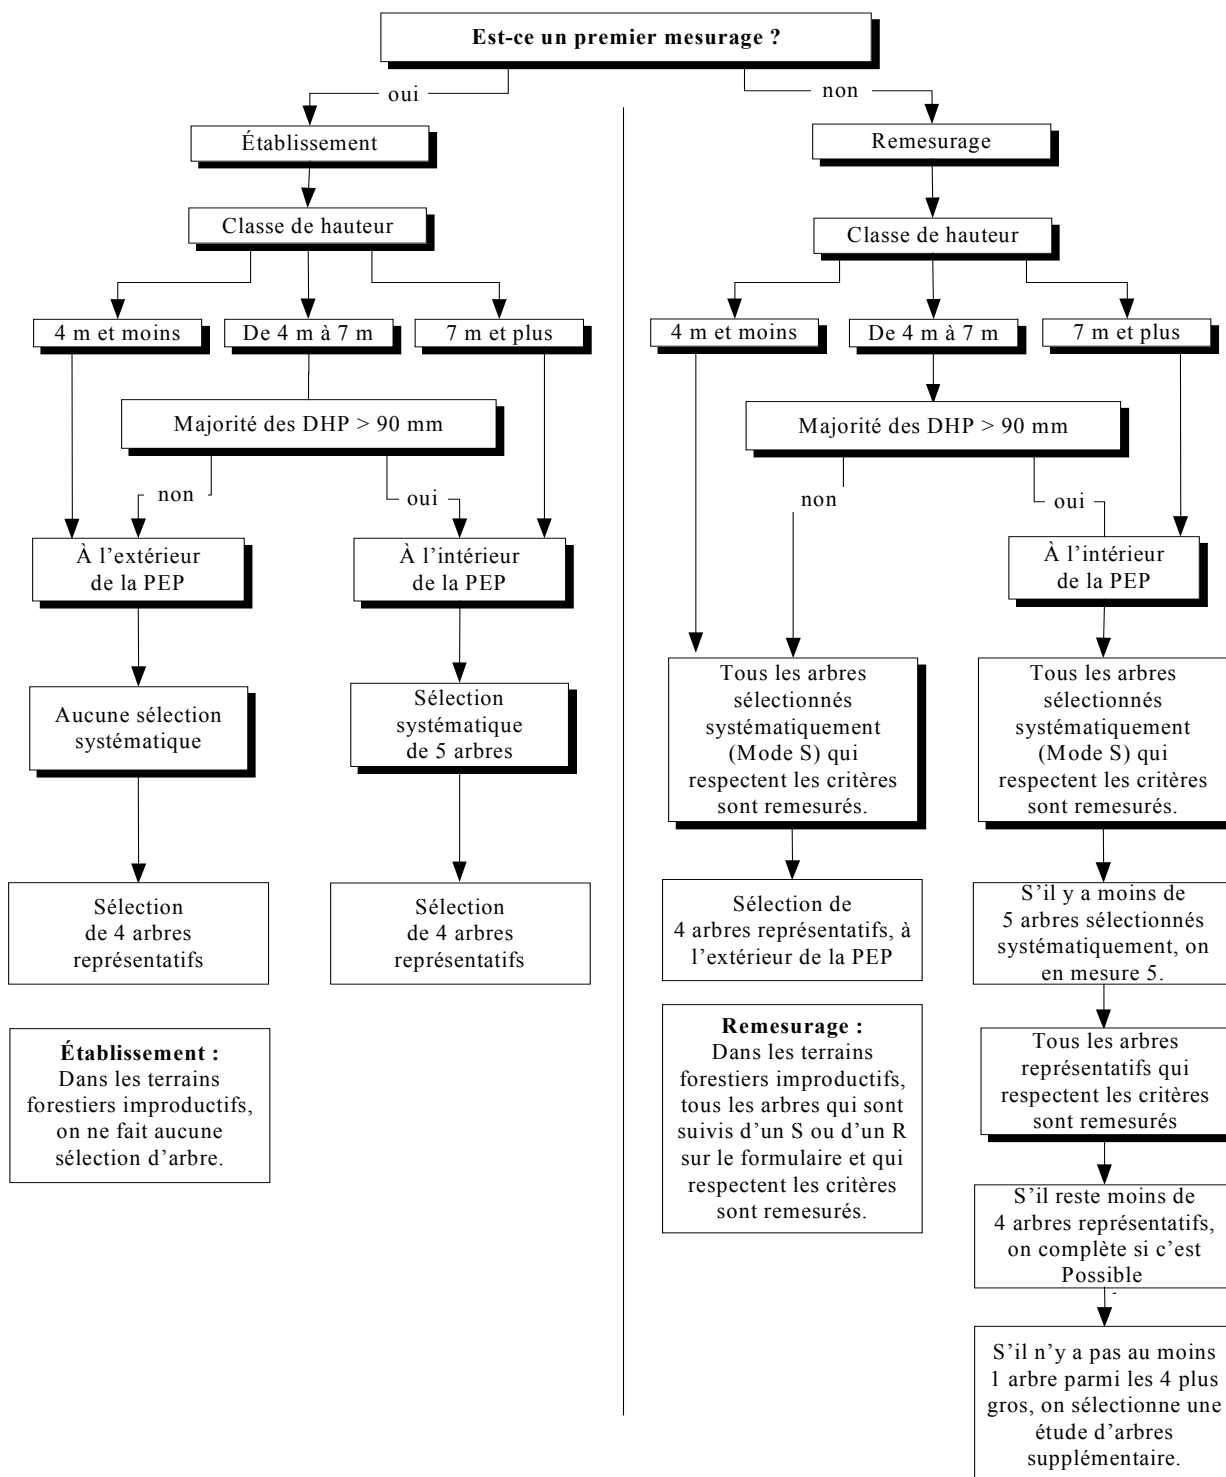 Est-ce un premier mesurage ?
oui
non
Établissement
Classe de hauteur
4 m et moins
De 4 m à 7 m
7 m et plus
Majorité des DHP > 90 mm
non
oui
À l'extérieur
de la PEP
À l'intérieur
de la PEP
Aucune sélection
systématique
Sélection
systématique
de 5 arbres
Sélection
de 4 arbres
représentatifs
Sélection
de 4 arbres
représentatifs
Établissement :
Dans les terrains
forestiers improductifs,
on ne fait aucune
sélection d'arbre.
Remesurage
Classe de hauteur
4 m et moins
De 4 m à 7 m
7 m et plus
Majorité des DHP > 90 mm
non
oui
À l'intérieur
de la PEP
Tous les arbres
sélectionnés
systématiquement
(Mode S) qui
respectent les critères
sont remesurés.
Tous les arbres
sélectionnés
systématiquement
(Mode S) qui
respectent les critères
sont remesurés.
Sélection de
4 arbres représentatifs, à
l'extérieur de la PEP
S'il y a moins de
5 arbres sélectionnés
systématiquement, on
en mesure 5.
Remesurage :
Dans les terrains
forestiers improductifs,
tous les arbres qui sont
suivis d'un S ou d'un R
sur le formulaire et qui
respectent les critères
sont remesurés.
Tous les arbres
représentatifs qui
respectent les critères
sont remesurés
S'il reste moins de
4 arbres représentatifs,
on complète si c'est
Possible
S'il n'y a pas au moins
1 arbre parmi les 4 plus
gros, on sélectionne une
étude d'arbres
supplémentaire.